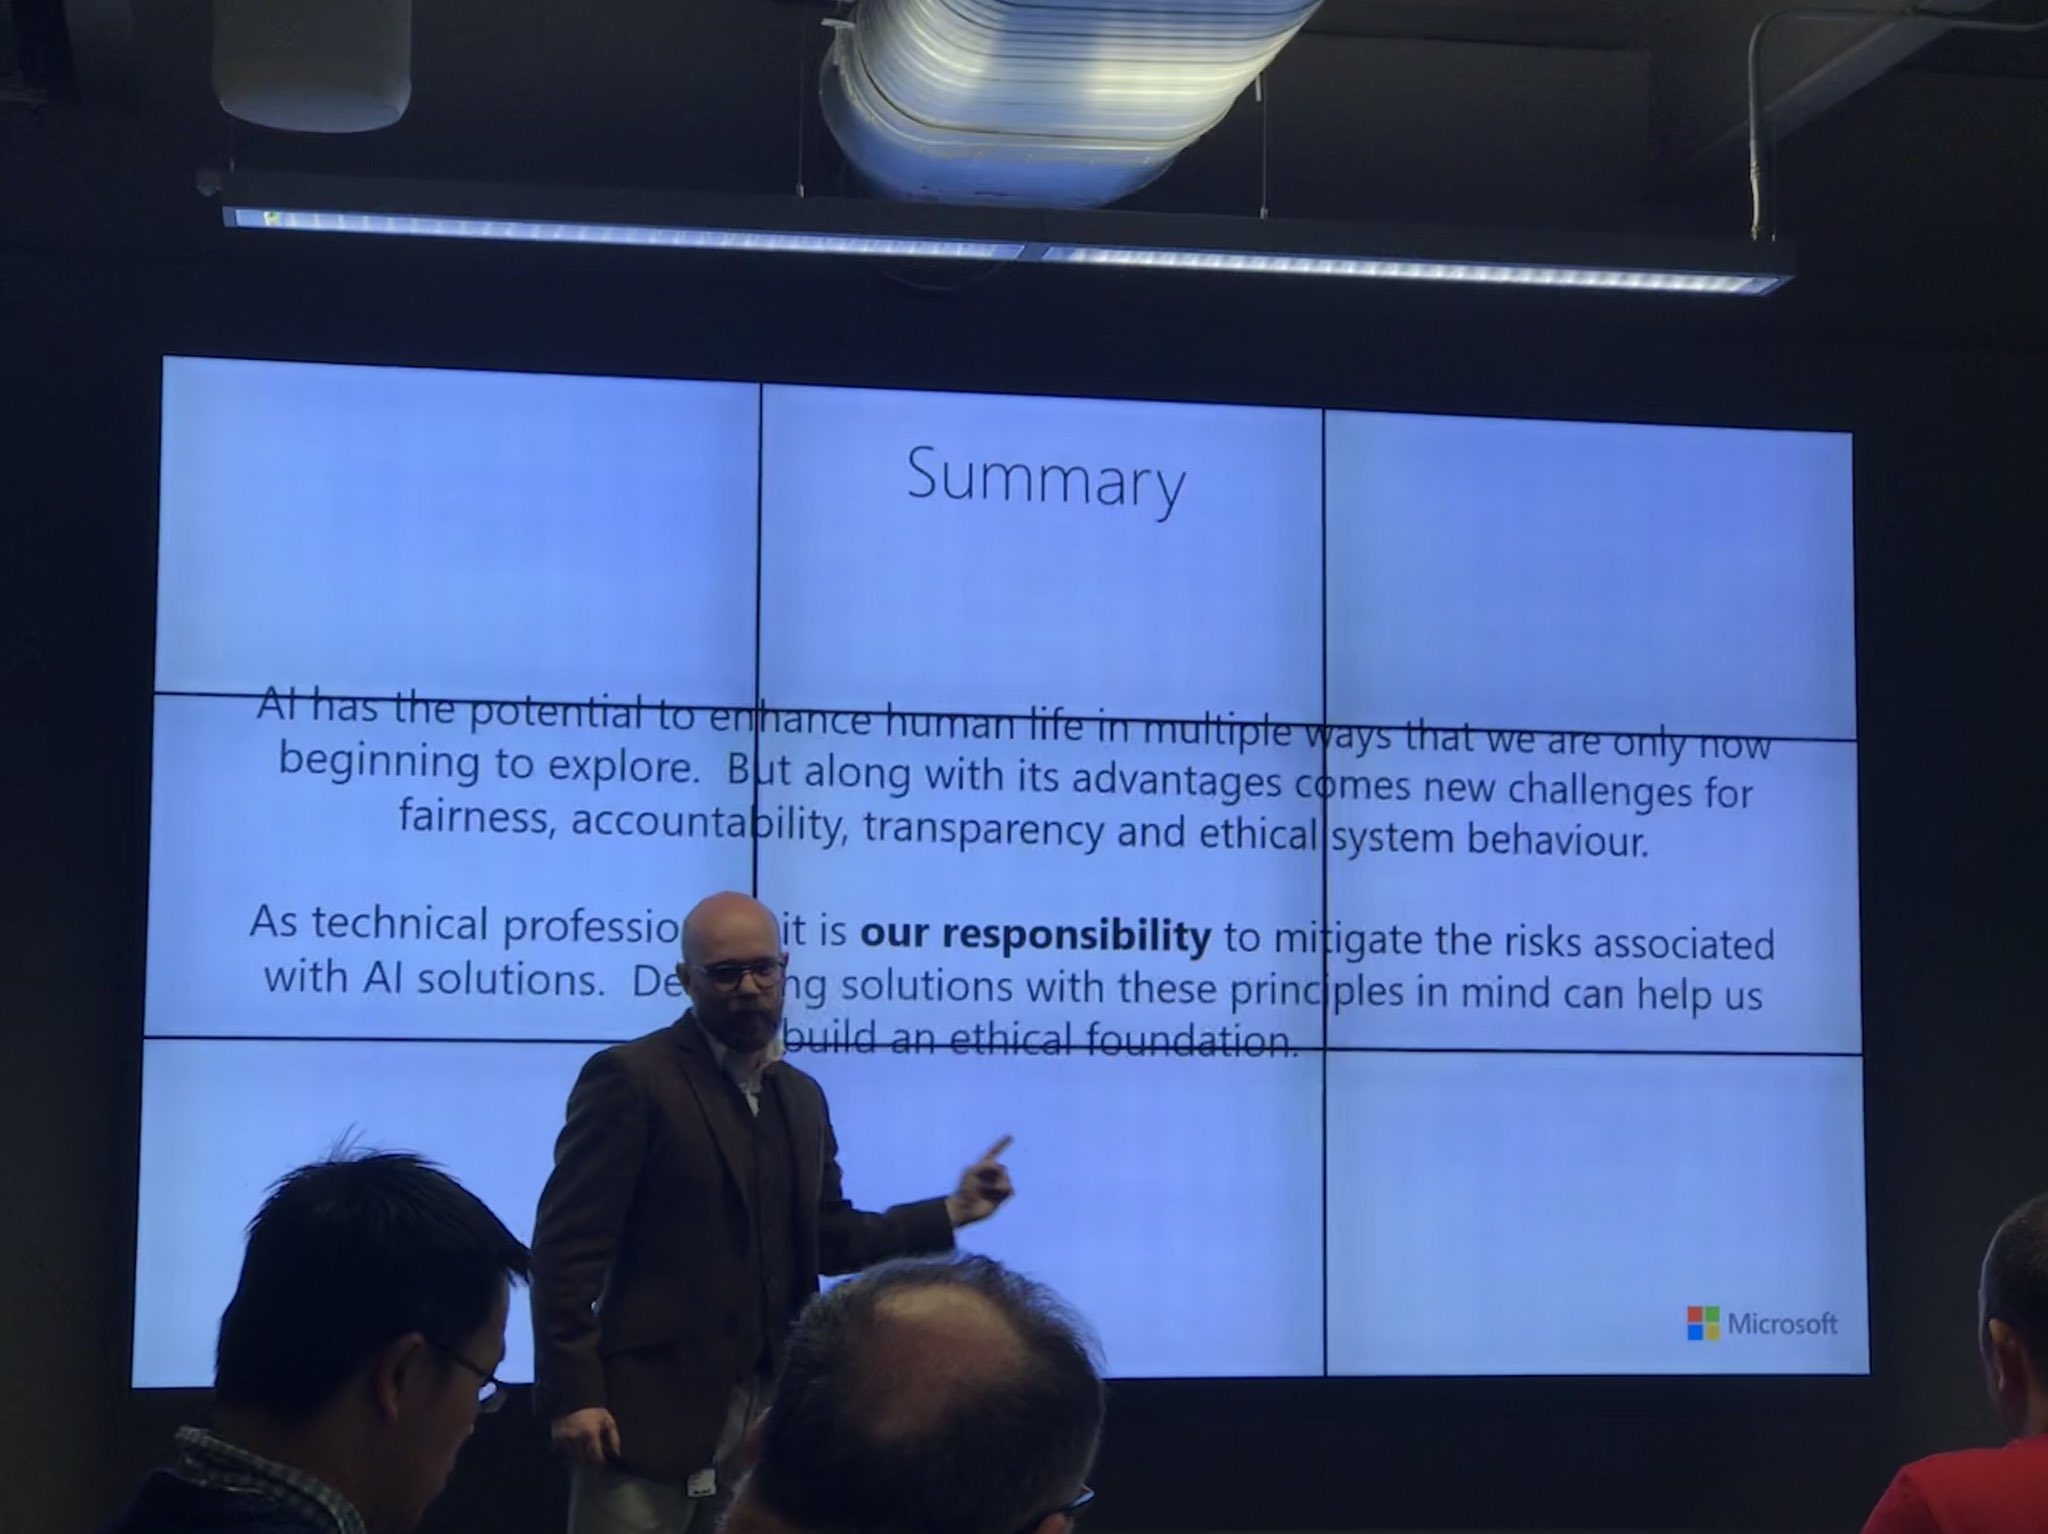 Summary
AI has the potential to enhance human life in multiple ways that we are only now
beginning to explore. But along with its advantages comes new challenges for
fairness, accountability, transparency and ethical system behaviour.
As technical professio it is our responsibility to mitigate the risks associated
with AI solutions. De ng solutions with these principles in mind can help us
build an ethical foundation.
Microsoft